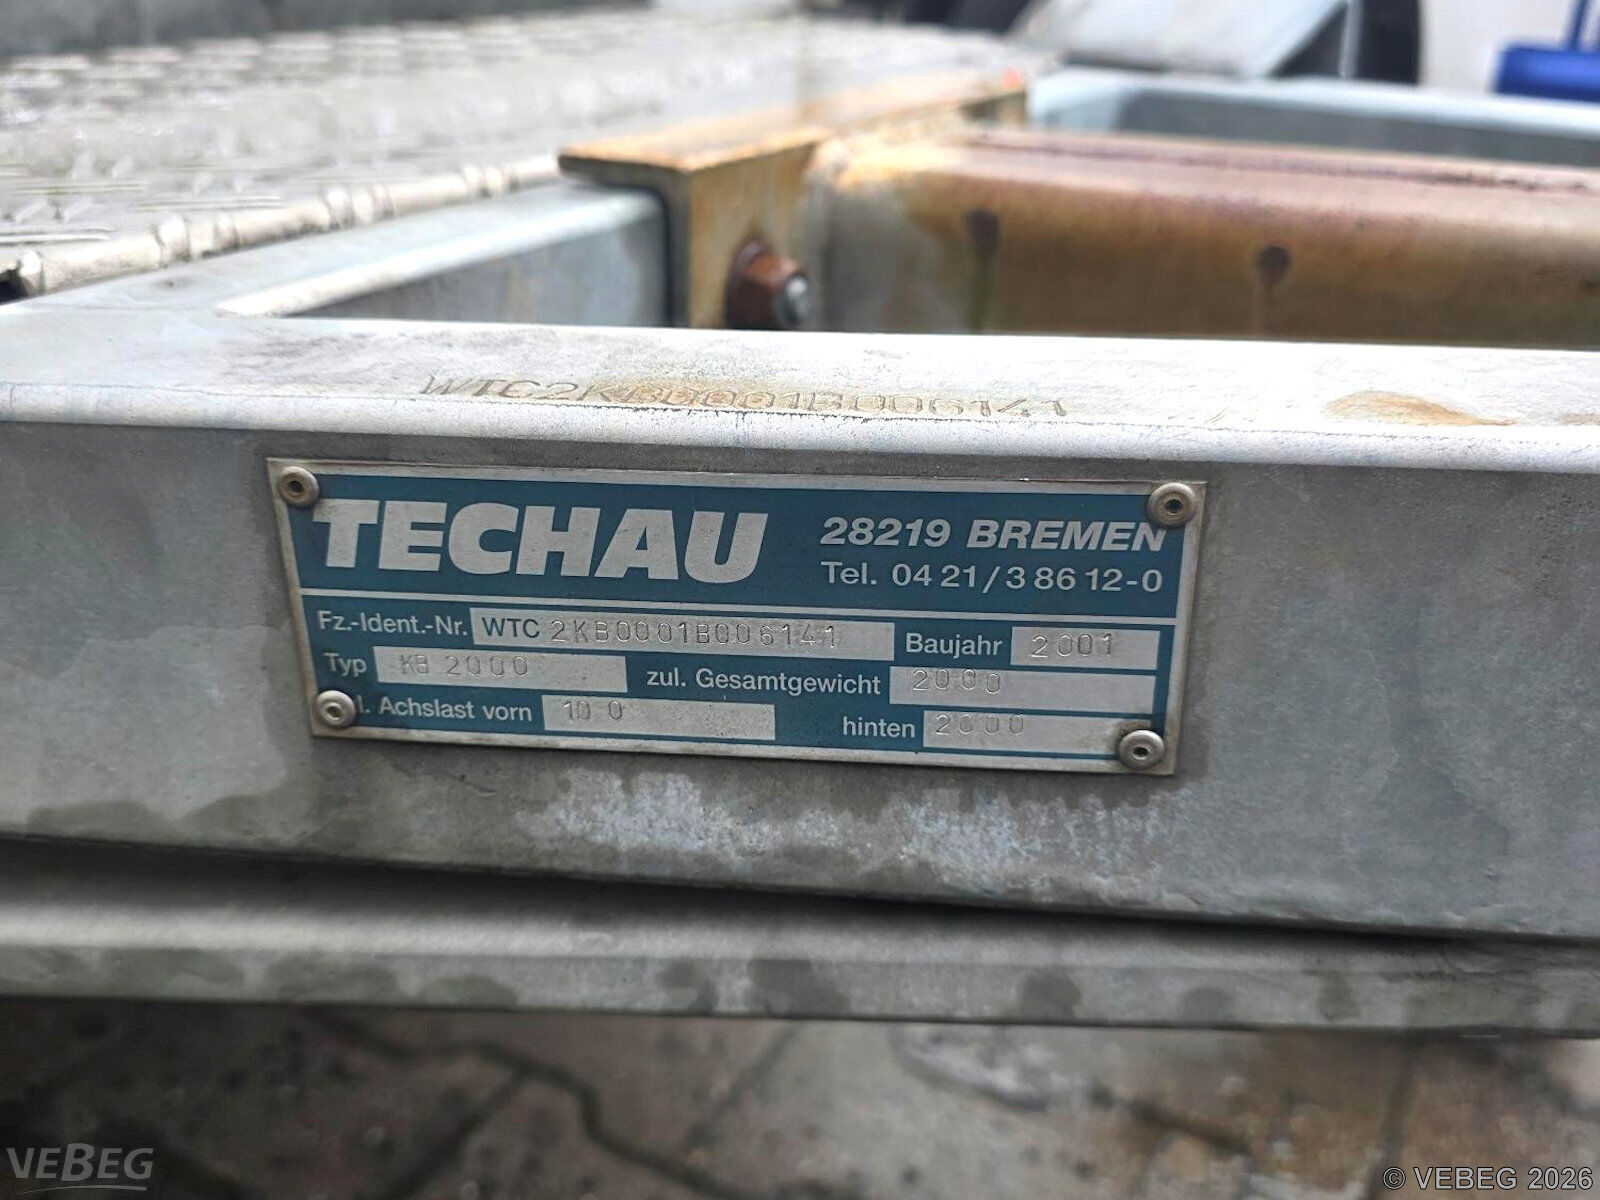 WTC2KB0001B006141
TECHAU
28219 BREMEN
Tel. 04 21 / 3 86 12-0
Fz.-Ident.-Nr. WTC 2KB0001B006141 Baujahr 2001
Typ KB 2000 zul. Gesamtgewicht 2000
l. Achslast vorn 100 hinten 2000
VEBEG
© VEBEG 2026